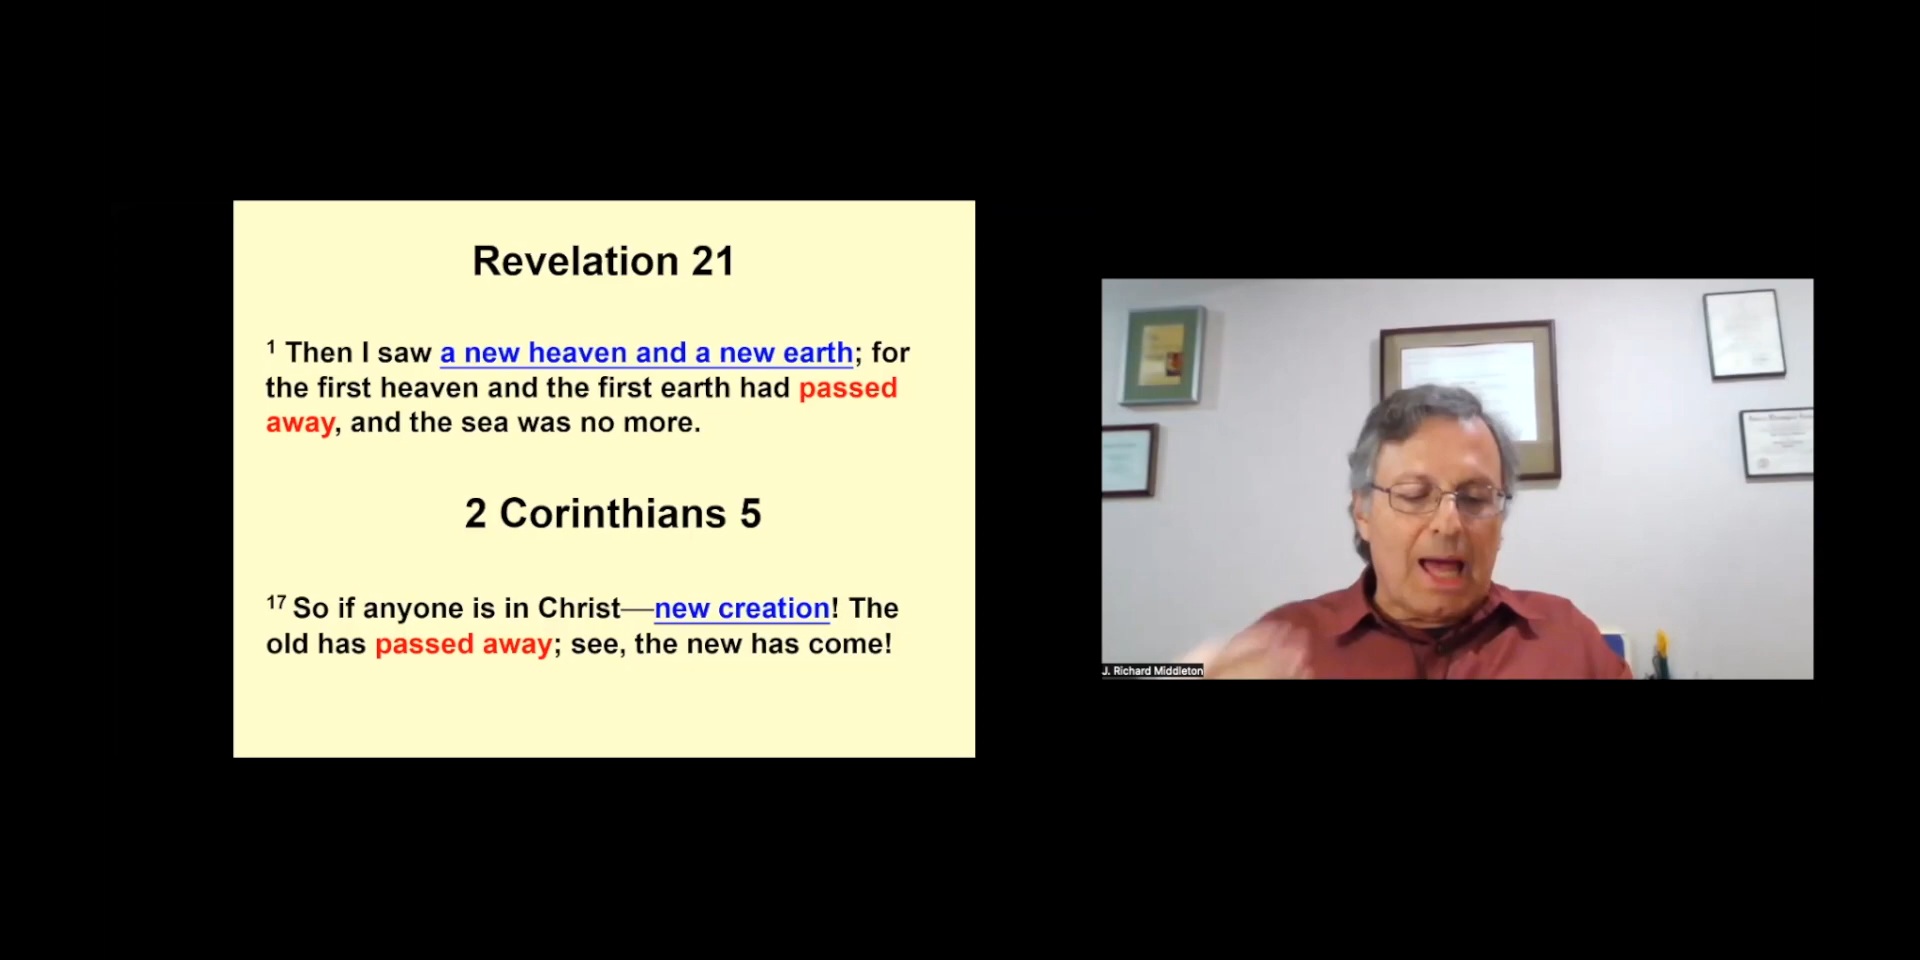 Revelation 21
1 Then I saw a new heaven and a new earth; for
the first heaven and the first earth had passed
away, and the sea was no more.
2 Corinthians 5
17 So if anyone is in Christ—new creation! The
old has passed away; see, the new has come!
J. Richard Middleton